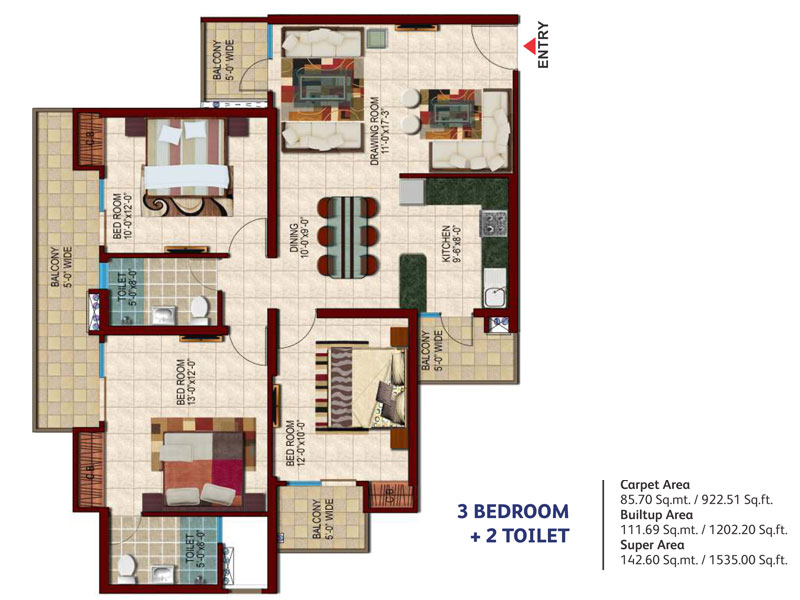 ENTRY
BALCONY
5'-0" WIDE
DRAWING ROOM
11'-0"x17'-3"
C.B
BED ROOM
10'-0"x12'-0"
BALCONY
5'-0" WIDE
DINING
10'-0"x9'-0"
KITCHEN
9'-6"x8'-0"
TOILET
5'-0"x8'-0"
BALCONY
5'-0" WIDE
BED ROOM
13'-0"x12'-0"
BED ROOM
12'-0"x10'-0"
C.B
C.B
BALCONY
5'-0" WIDE
TOILET
5'-0"x8'-0"
3 BEDROOM
+ 2 TOILET
Carpet Area
85.70 Sq.mt. / 922.51 Sq.ft.
Builtup Area
111.69 Sq.mt. / 1202.20 Sq.ft.
Super Area
142.60 Sq.mt. / 1535.00 Sq.ft.